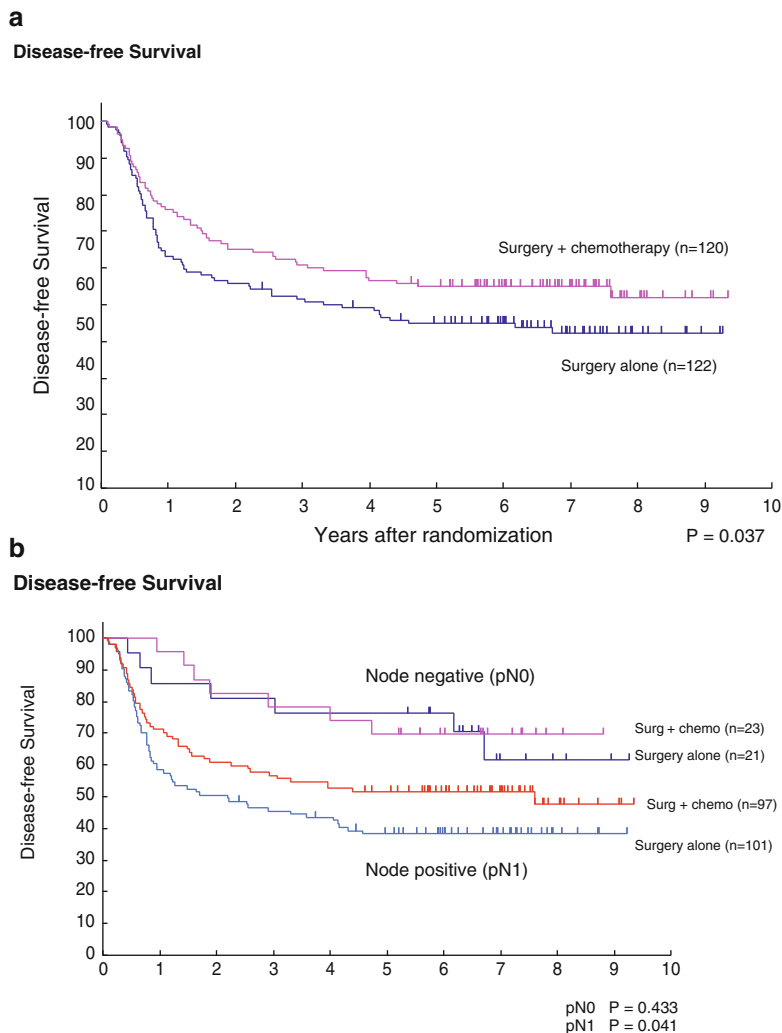 a
Disease-free Survival
100
90
80
70
60
50
40
30
20
10
Disease-free Survival
Surgery + chemotherapy (n=120)
Surgery alone (n=122)
0 1 2 3 4 5 6 7 8 9 10
Years after randomization
P = 0.037
b
Disease-free Survival
100
90
80
70
60
50
40
30
20
10
0
Disease-free Survival
Node negative (pN0)
Surg + chemo (n=23)
Surgery alone (n=21)
Surg + chemo (n=97)
Surgery alone (n=101)
Node positive (pN1)
0 1 2 3 4 5 6 7 8 9 10
pN0 P = 0.433
pN1 P = 0.041